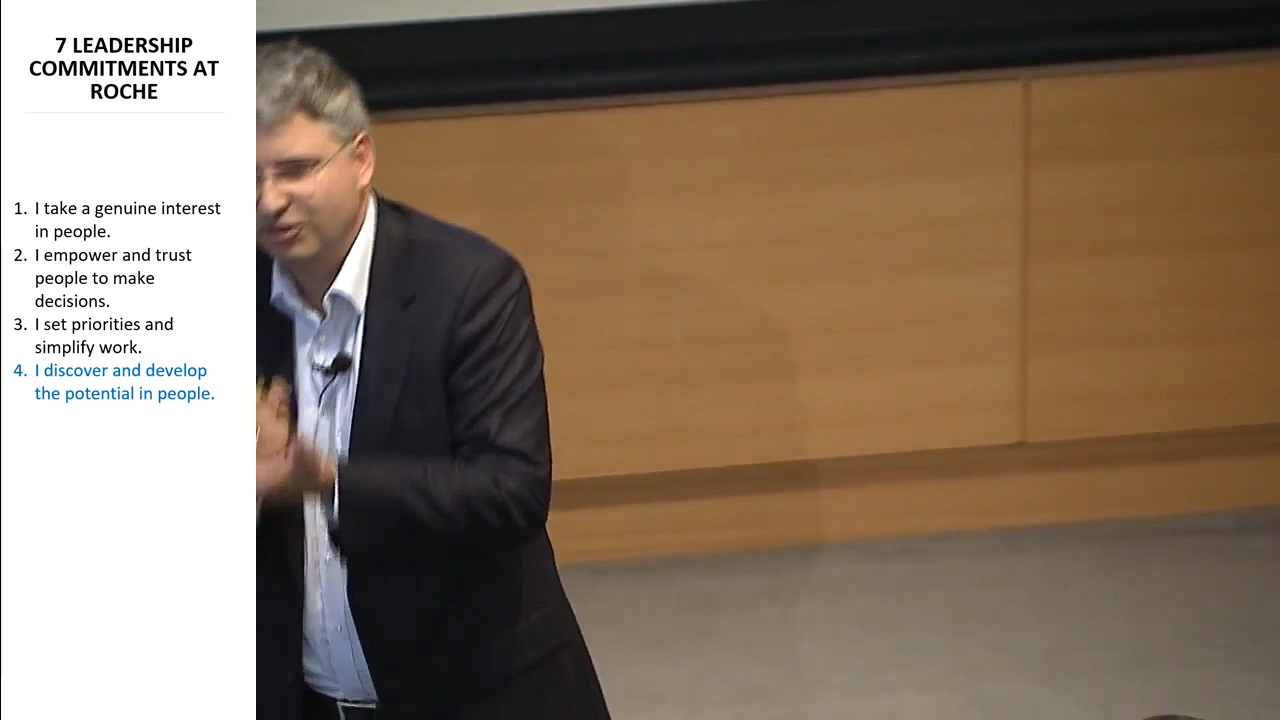 7 LEADERSHIP
COMMITMENTS AT
ROCHE
1. I take a genuine interest
in people.
2. I empower and trust
people to make
decisions.
3. I set priorities and
simplify work.
4. I discover and develop
the potential in people.